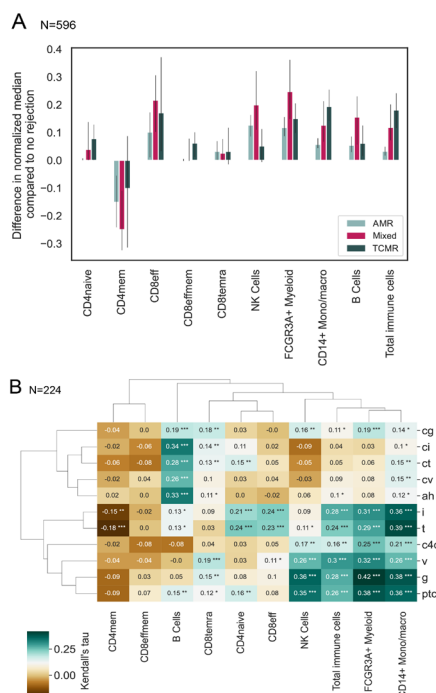 A
N=596
Difference in normalized median
compared to no rejection
0.4
0.3
0.2
0.1
0.0
−0.1
−0.2
−0.3
AMR
Mixed
TCMR
CD4naive
CD4mem
CD8eff
CD8effmem
CD8temra
NK Cells
FCGR3A+ Myeloid
CD14+ Mono/macro
B Cells
Total immune cells
B
N=224
-0.04 0.0 0.19 *** 0.18 ** 0.03 -0.0 0.16 ** 0.11 * 0.19 *** 0.14 * cg
-0.02 -0.06 0.34 *** 0.14 ** 0.11 0.02 -0.09 0.04 0.03 0.1 * ci
-0.06 -0.08 0.28 *** 0.13 ** 0.15 ** 0.04 -0.05 0.04 0.05 0.15 ** ct
-0.02 -0.02 0.26 *** 0.1 * 0.02 -0.02 -0.03 0.09 0.08 0.15 ** cv
0.02 0.0 0.33 *** 0.11 * 0.0 -0.02 0.06 0.1 * 0.12 * 0.12 * ah
-0.15 ** -0.02 0.13 * 0.09 0.24 *** 0.24 *** 0.09 0.28 *** 0.31 *** 0.36 *** i
-0.18 *** 0.0 0.13 * 0.03 0.24 *** 0.23 *** 0.11 * 0.24 *** 0.29 *** 0.39 *** t
-0.02 -0.08 -0.08 0.02 0.03 0.04 0.17 ** 0.16 ** 0.25 *** 0.21 ***
-0.04 -0.04 -0.0 0.19 *** 0.05 0.11 * 0.26 *** 0.3 *** 0.32 *** 0.26 *** v
-0.09 0.03 0.05 0.15 ** 0.08 0.1 0.36 *** 0.28 *** 0.42 *** 0.36 *** g
-0.09 0.07 0.15 ** 0.12 * 0.16 ** 0.08 0.35 *** 0.26 *** 0.38 *** 0.36 *** ptc
CD4mem
CD8effmem
B Cells
CD8temra
CD4naive
CD8eff
NK Cells
Total immune cells
FCGR3A+ Myeloid
CD14+ Mono/macro
0.25
0.00
Kendall's tau